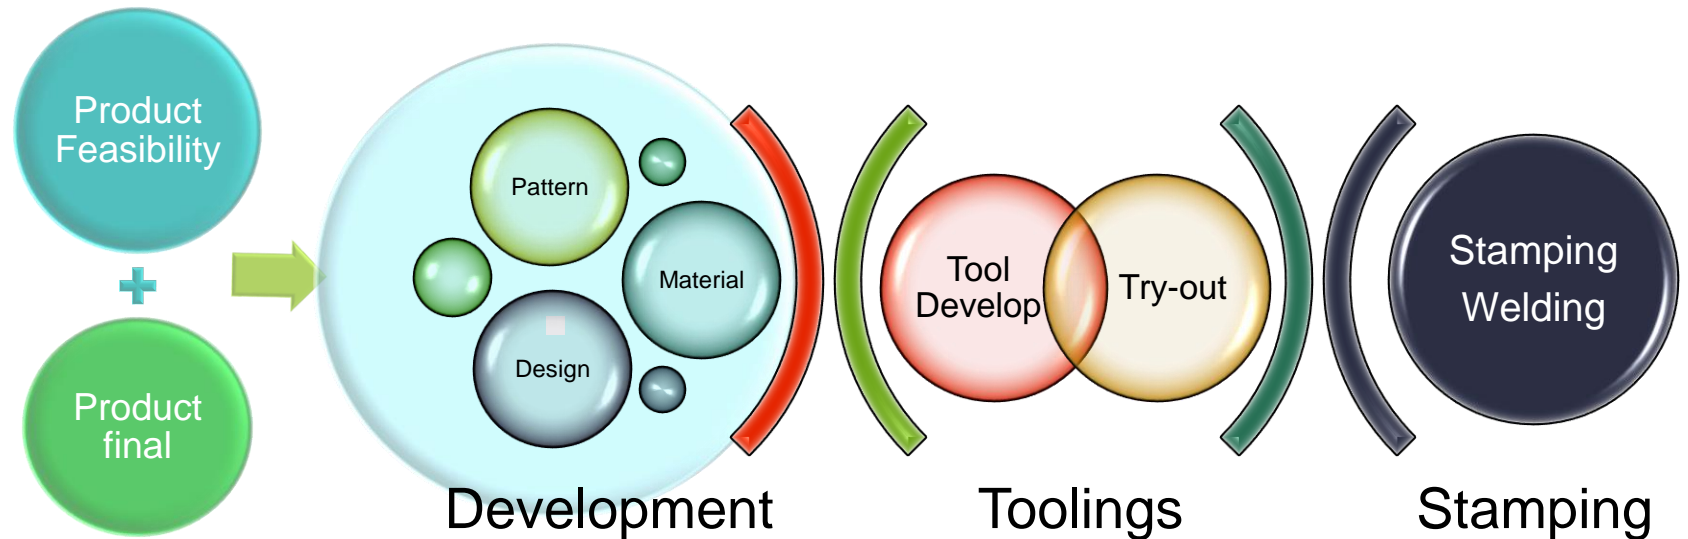 Product
Feasibility
Product
final
Pattern
Material
Design
Development
Tool
Develop
Try-out
Toolings
Stamping
Welding
Stamping